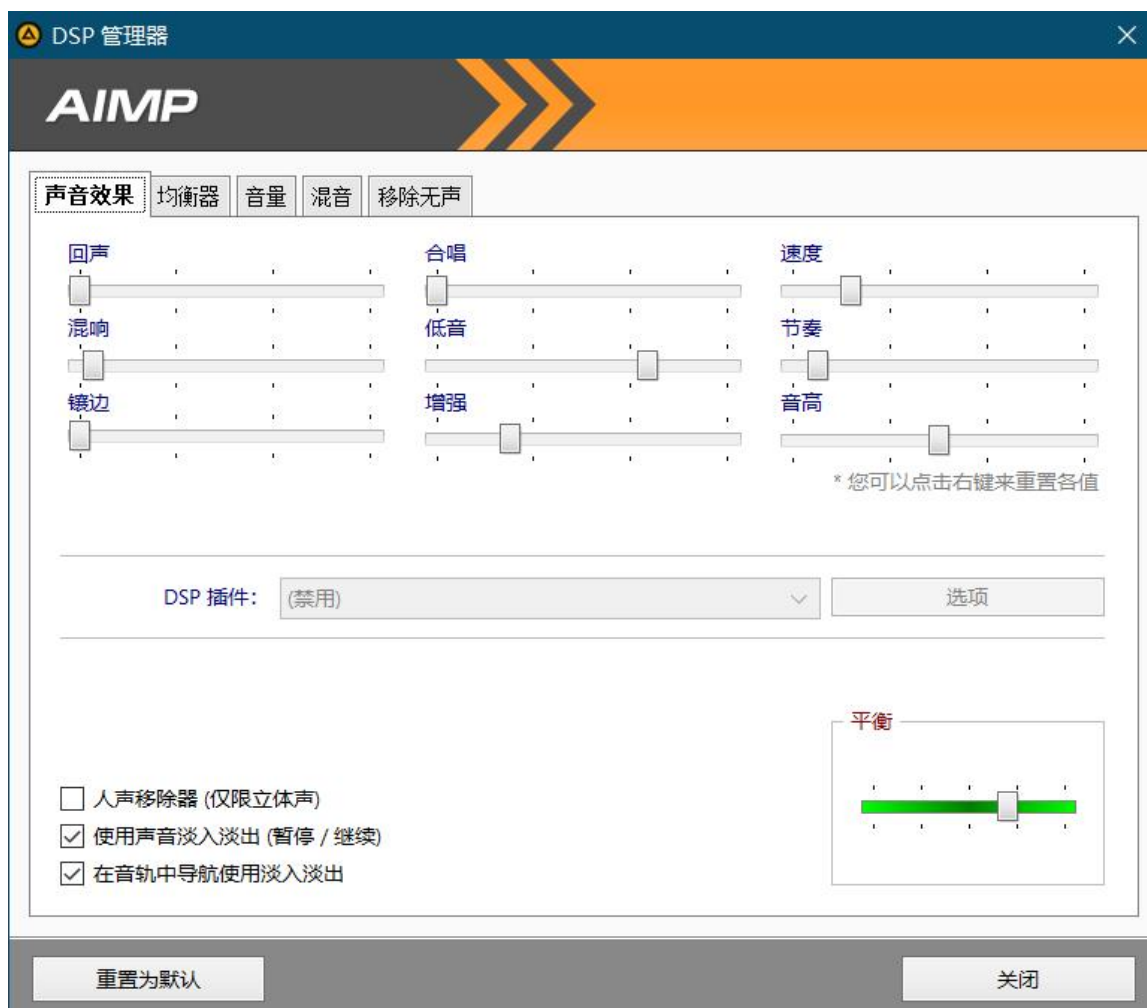 DSP 管理器
AIMP
声音效果 均衡器 音量 混音 移除无声
回声 合唱 速度
混响 低音 节奏
镶边 增强 音高
* 您可以点击右键来重置各值
DSP 插件: (禁用) 选项
平衡
人声移除器 (仅限立体声)
使用声音淡入淡出 (暂停 / 继续)
在音轨中导航使用淡入淡出
重置为默认 关闭